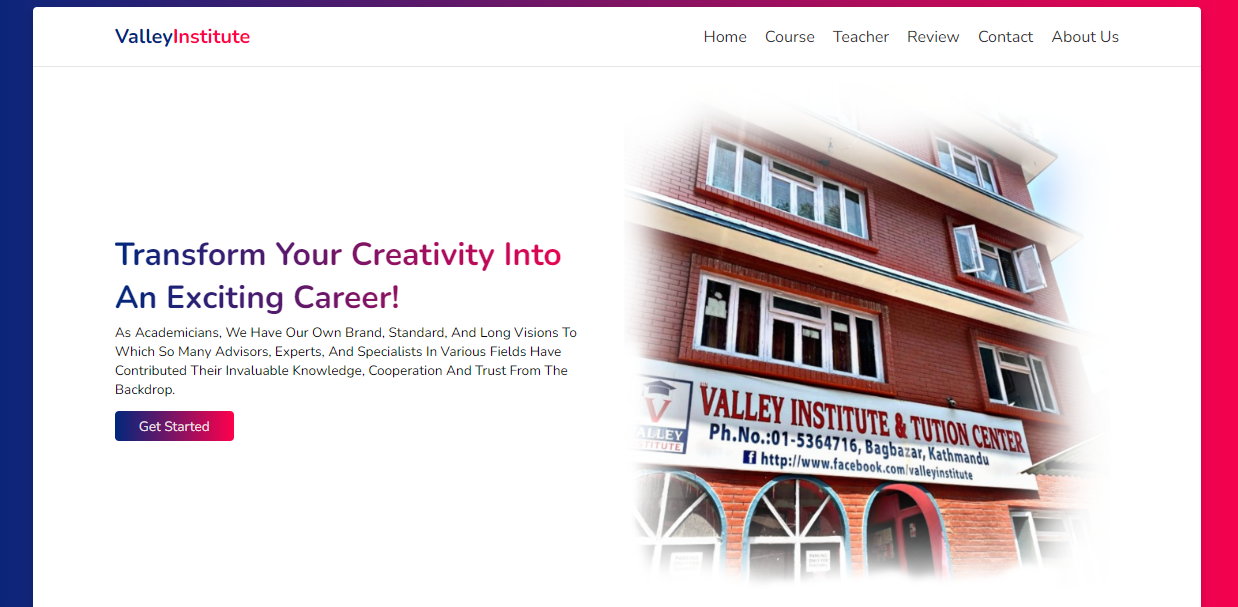 ValleyInstitute
Home Course Teacher Review Contact About Us
Transform Your Creativity Into
An Exciting Career!
As Academicians, We Have Our Own Brand, Standard, And Long Visions To
Which So Many Advisors, Experts, And Specialists In Various Fields Have
Contributed Their Invaluable Knowledge, Cooperation And Trust From The
Backdrop.
Get Started
V
VALLEY INSTITUTE & TUTION CENTER
Ph.No.:01-5364716, Bagbazar, Kathmandu
http://www.facebook.com/valleyinstitute